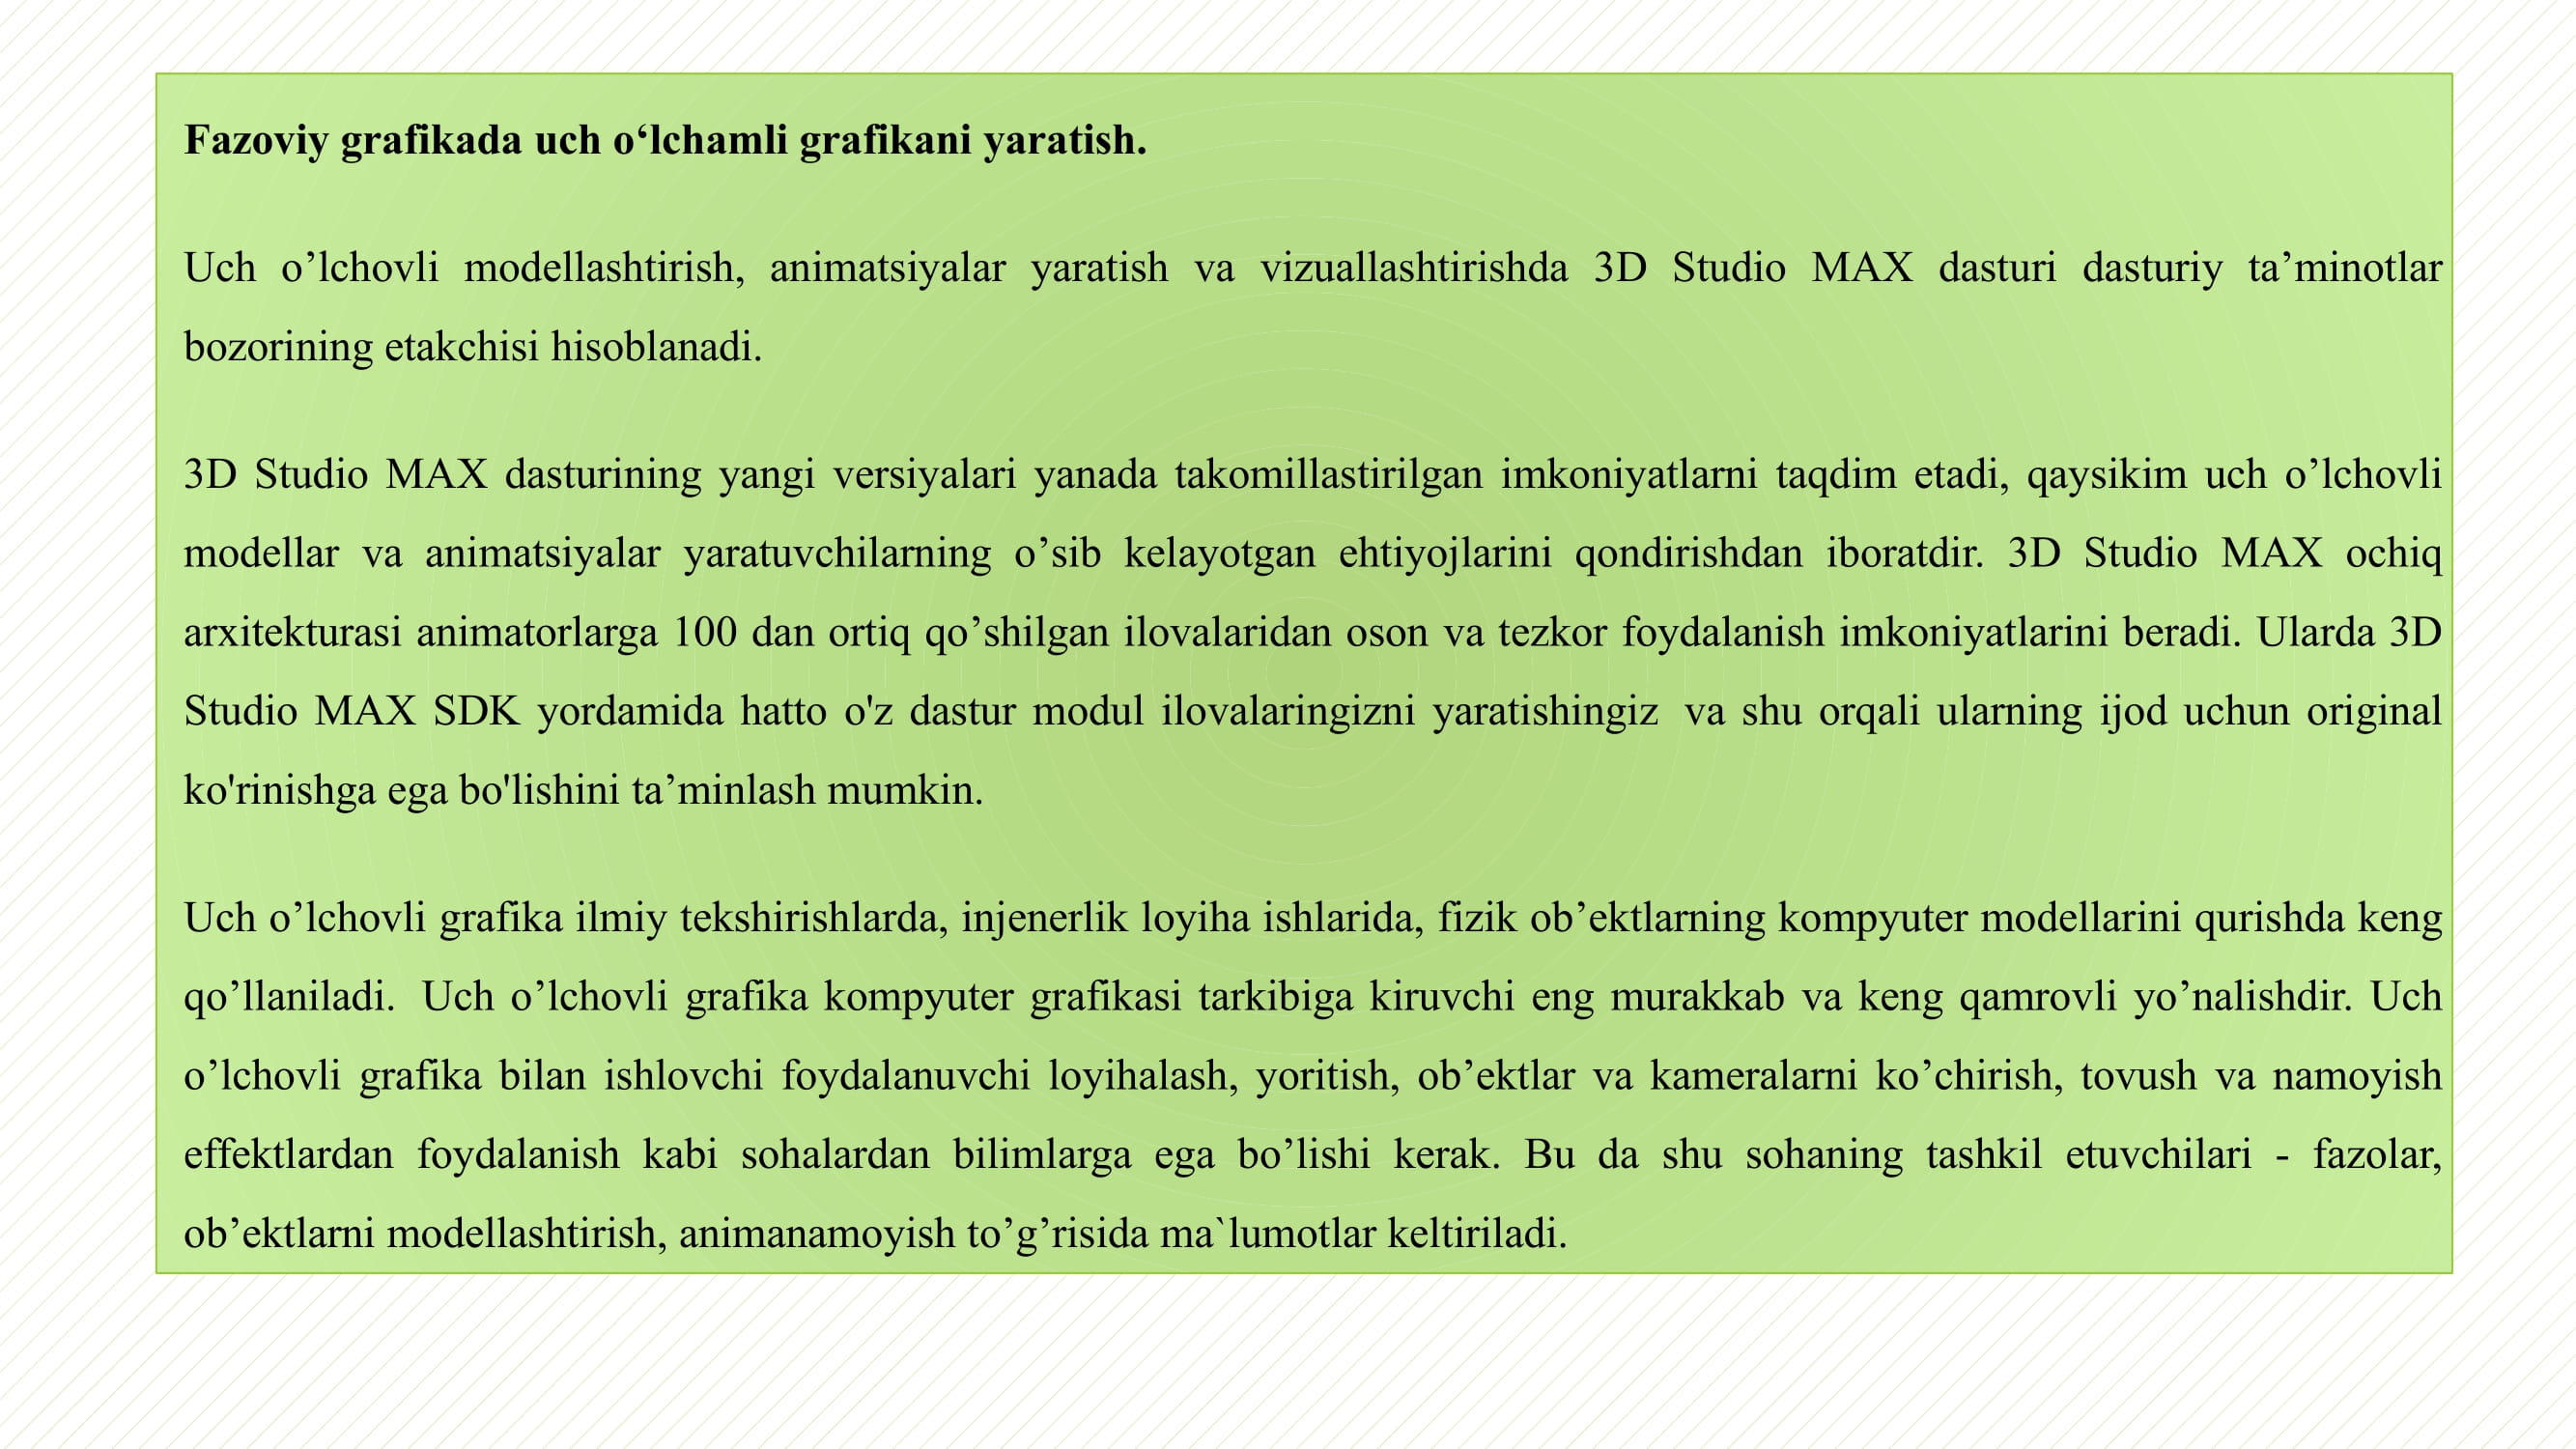 Fazoviy grafikada uch o‘lchamli grafikani yaratish.
Uch o’lchovli modellashtirish, animatsiyalar yaratish va vizuallashtirishda 3D Studio MAX dasturi dasturiy ta’minotlar
bozorining etakchisi hisoblanadi.
3D Studio MAX dasturining yangi versiyalari yanada takomillastirilgan imkoniyatlarni taqdim etadi, qaysikim uch o’lchovli
modellar va animatsiyalar yaratuvchilarning o’sib kelayotgan ehtiyojlarini qondirishdan iboratdir. 3D Studio MAX ochiq
arxitekturasi animatorlarga 100 dan ortiq qo’shilgan ilovalaridan oson va tezkor foydalanish imkoniyatlarini beradi. Ularda 3D
Studio MAX SDK yordamida hatto o'z dastur modul ilovalaringizni yaratishingiz va shu orqali ularning ijod uchun original
ko'rinishga ega bo'lishini ta’minlash mumkin.
Uch o’lchovli grafika ilmiy tekshirishlarda, injenerlik loyiha ishlarida, fizik ob’ektlarning kompyuter modellarini qurishda keng
qo’llaniladi. Uch o’lchovli grafika kompyuter grafikasi tarkibiga kiruvchi eng murakkab va keng qamrovli yo’nalishdir. Uch
o’lchovli grafika bilan ishlovchi foydalanuvchi loyihalash, yoritish, ob’ektlar va kameralarni ko’chirish, tovush va namoyish
effektlardan foydalanish kabi sohalardan bilimlarga ega bo’lishi kerak. Bu da shu sohaning tashkil etuvchilari - fazolar,
ob’ektlarni modellashtirish, animanamoyish to’g’risida ma`lumotlar keltiriladi.